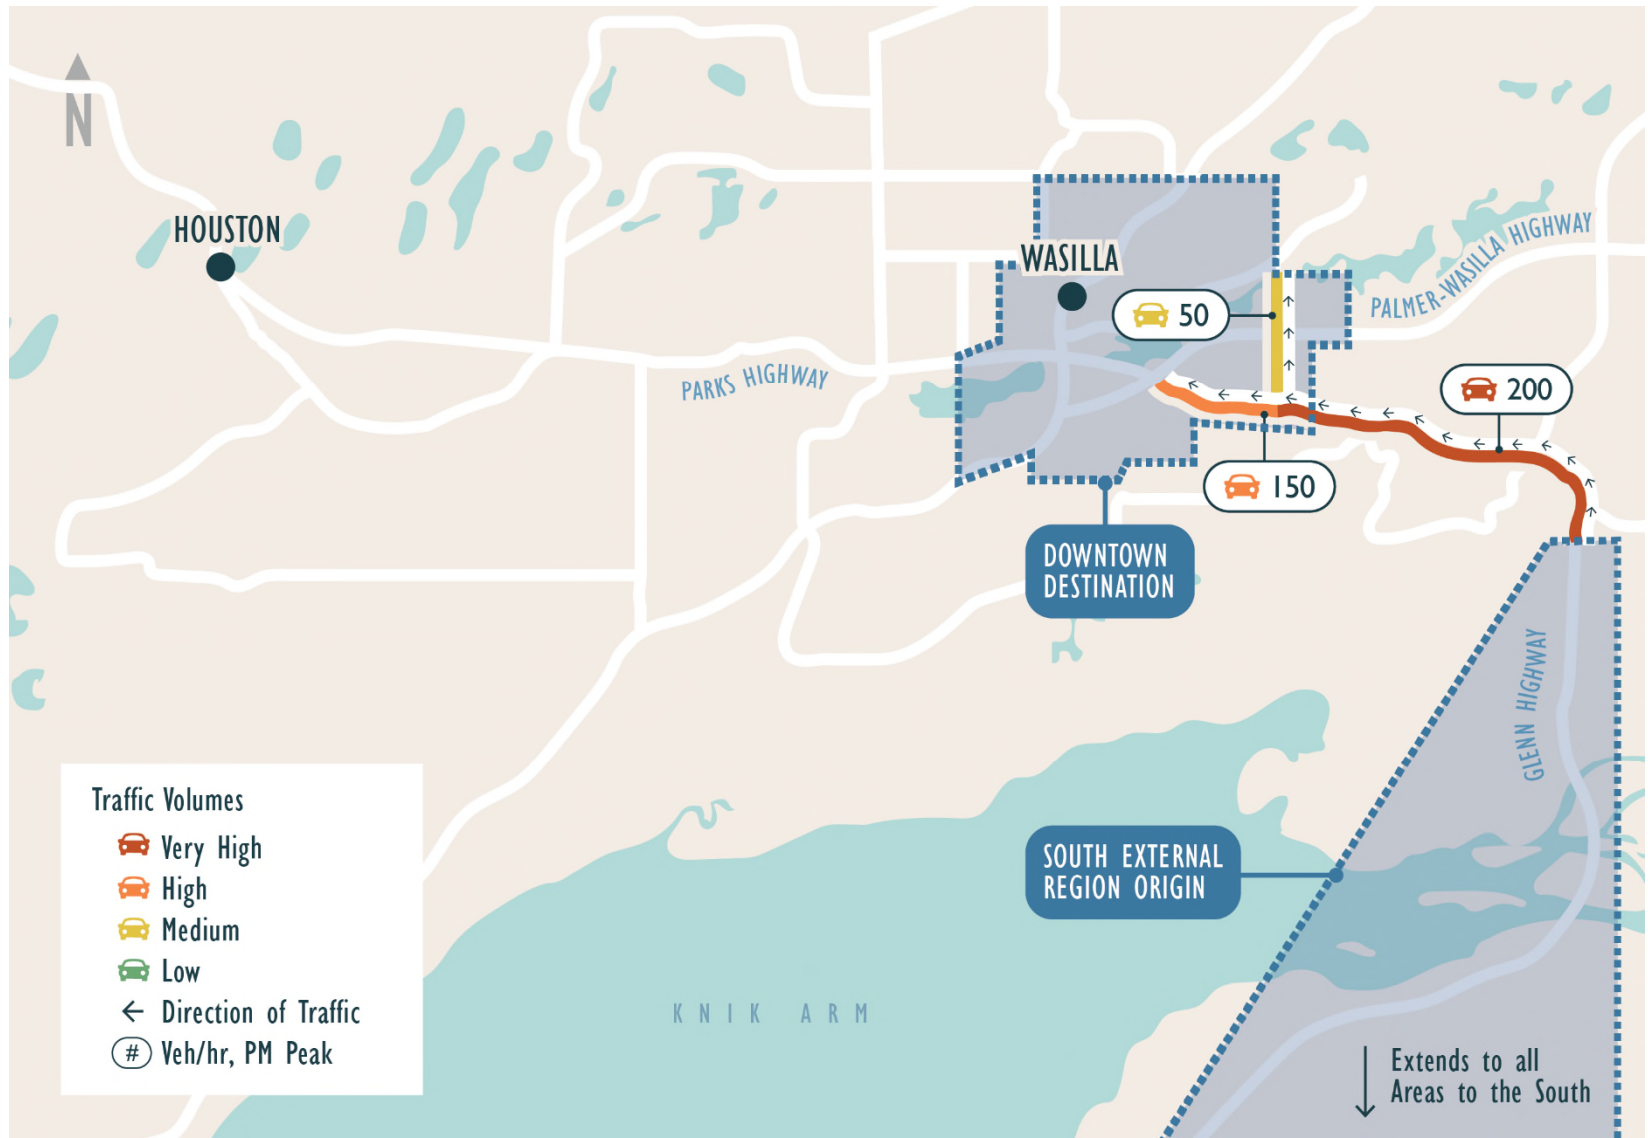 N
HOUSTON
WASILLA
50
PALMER-WASILLA HIGHWAY
PARKS HIGHWAY
200
150
DOWNTOWN
DESTINATION
GLENN HIGHWAY
SOUTH EXTERNAL
REGION ORIGIN
KNIK ARM
Extends to all
Areas to the South
Traffic Volumes
Very High
High
Medium
Low
Direction of Traffic
# Veh/hr, PM Peak